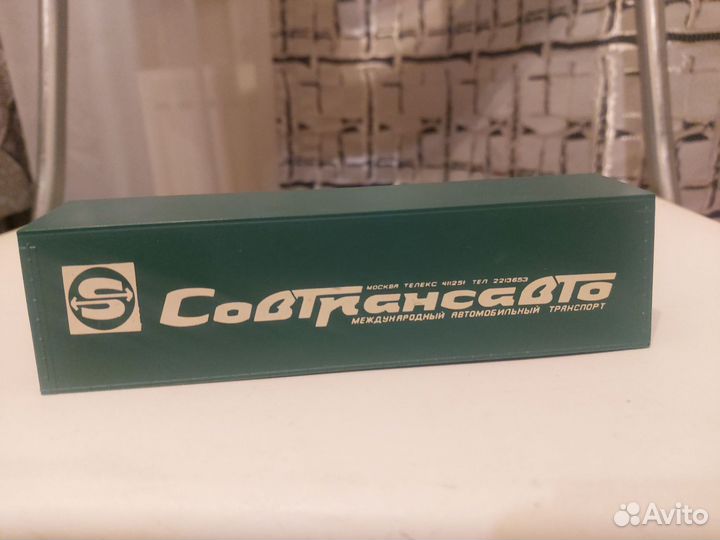 S
МОСКВА ТЕЛЕКС 411251 ТЕЛ 2213653
СОВТРАНСАВТО
МЕЖДУНАРОДНЫЙ АВТОМОБИЛЬНЫЙ ТРАНСПОРТ
Avito